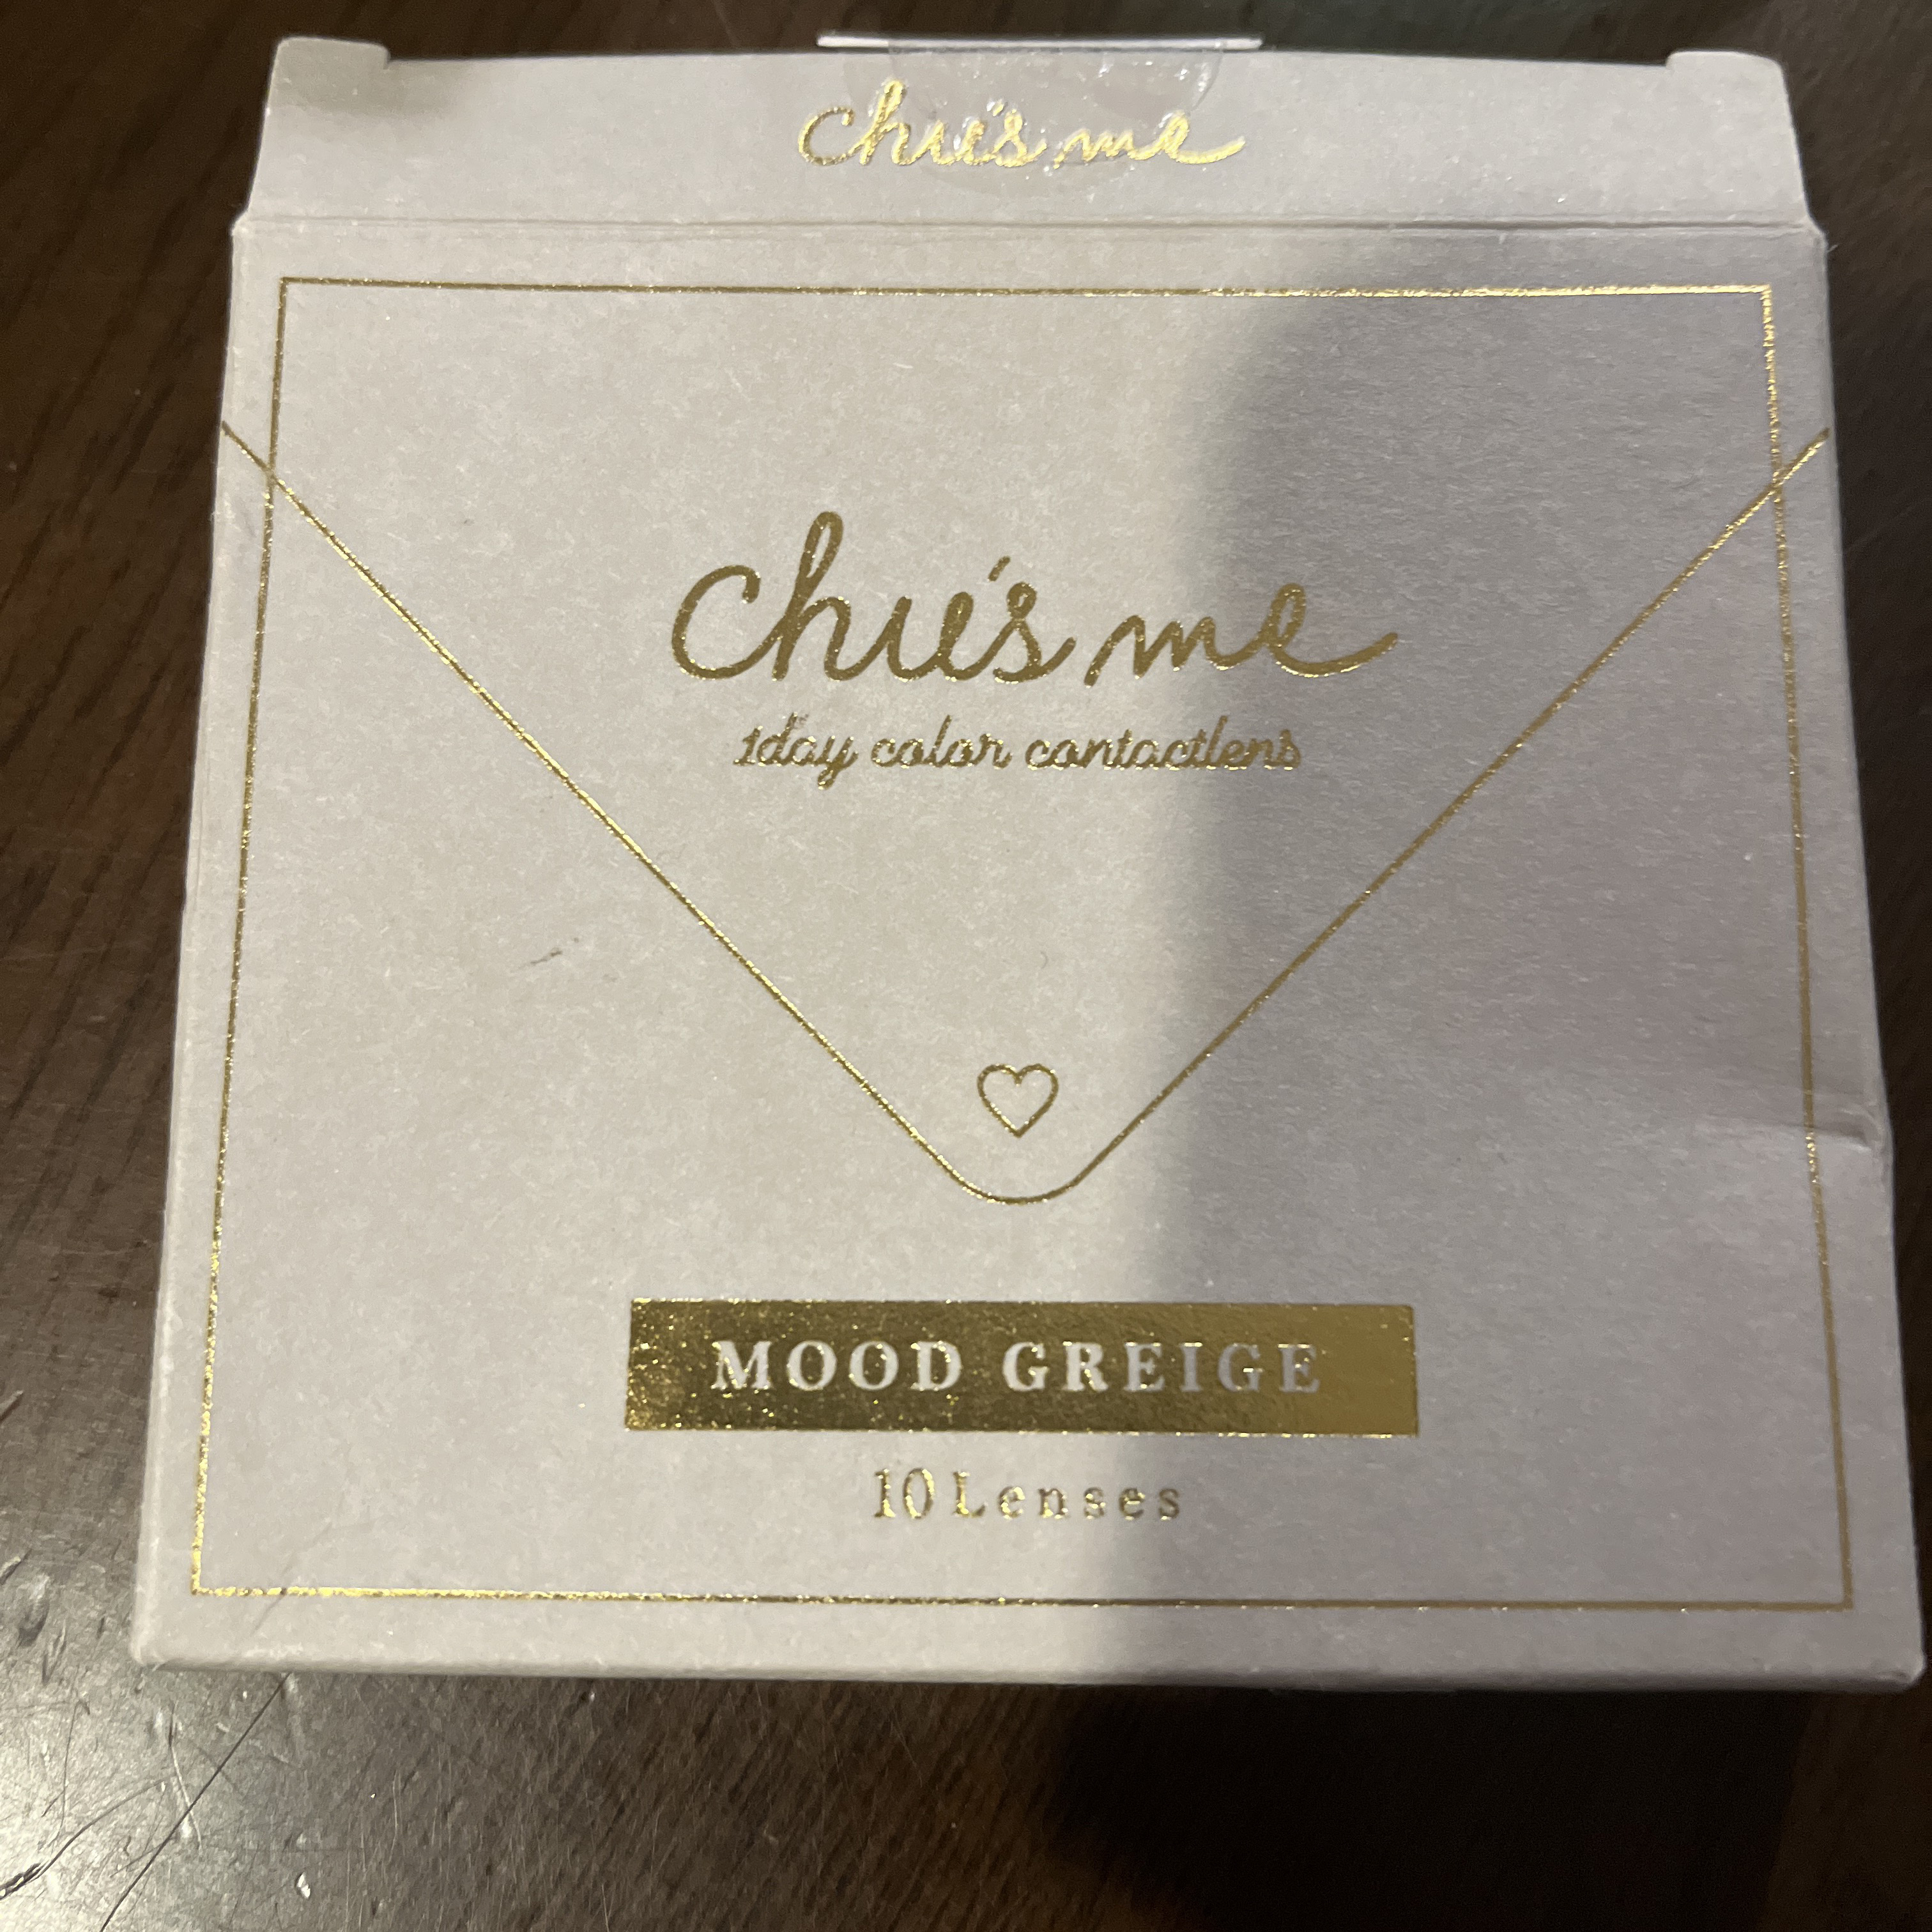 chu's me
chu's me
1day color contactlens
MOOD GREIGE
10 Lenses